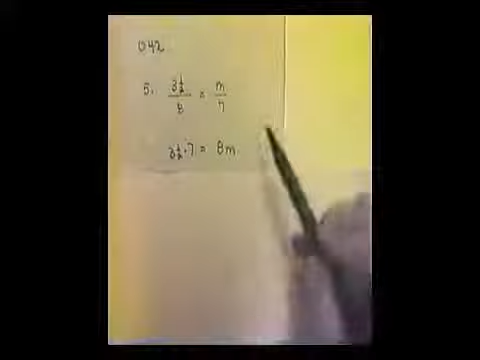 042
5. 3½/8 = m/7
3½ · 7 = 8m